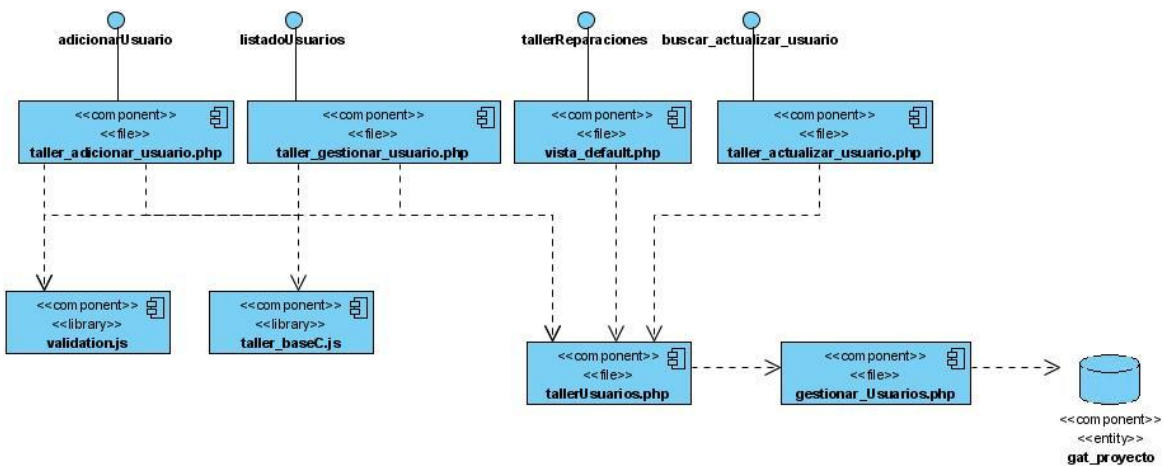 adicionarUsuario
listadoUsuarios
tallerReparaciones
buscar_actualizar_usuario
<<component>>
<<file>>
taller_adicionar_usuario.php
<<component>>
<<file>>
taller_gestionar_usuario.php
<<component>>
<<file>>
vista_default.php
<<component>>
<<file>>
taller_actualizar_usuario.php
<<component>>
<<library>>
validation.js
<<component>>
<<library>>
taller_baseC.js
<<component>>
<<file>>
tallerUsuarios.php
<<component>>
<<file>>
gestionar_Usuarios.php
<<component>>
<<entity>>
gat_proyecto